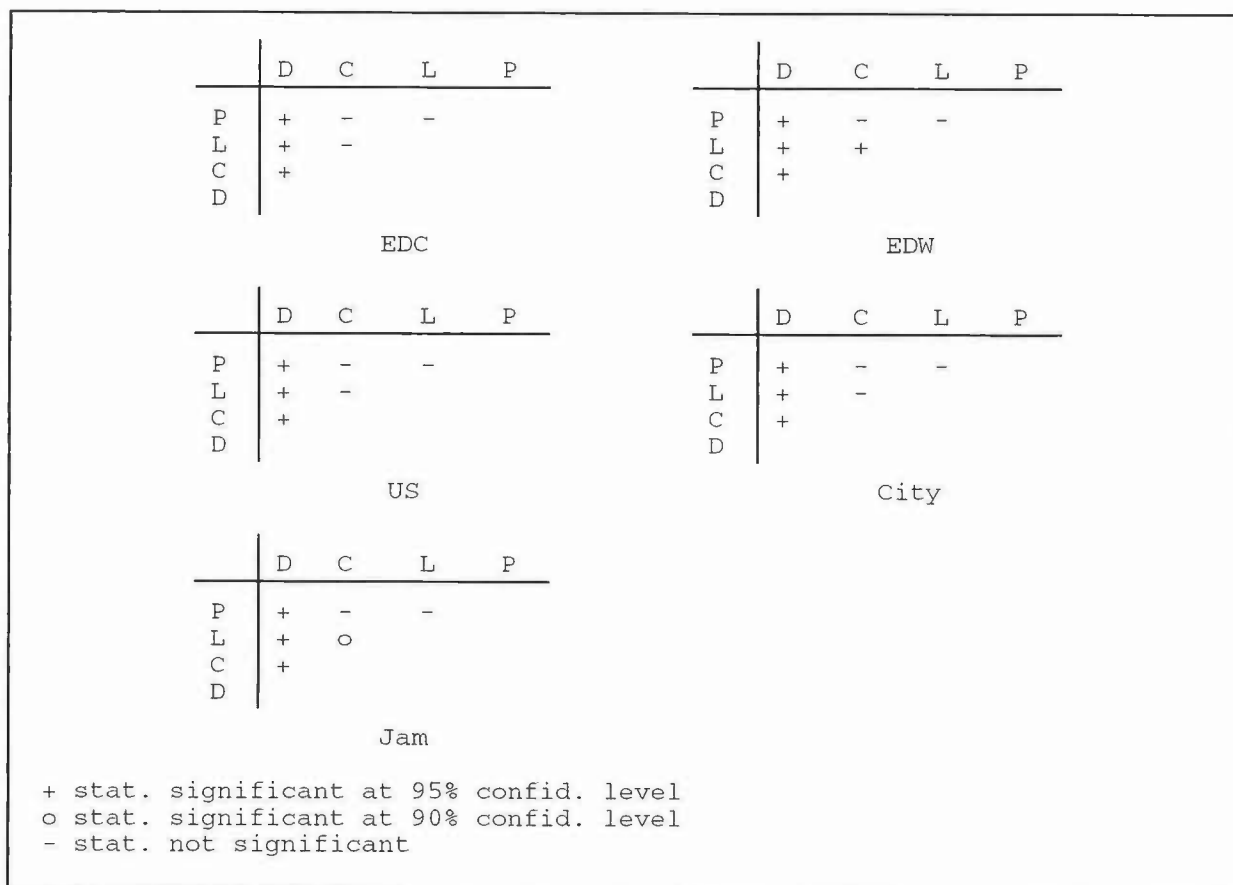 D C L P
P + - -
L + -
C +
D
EDC
D C L P
P + - -
L + +
C +
D
EDW
D C L P
P + - -
L + -
C +
D
US
D C L P
P + - -
L + -
C +
D
City
D C L P
P + - -
L + o
C +
D
Jam
+ stat. significant at 95% confid. level
o stat. significant at 90% confid. level
- stat. not significant